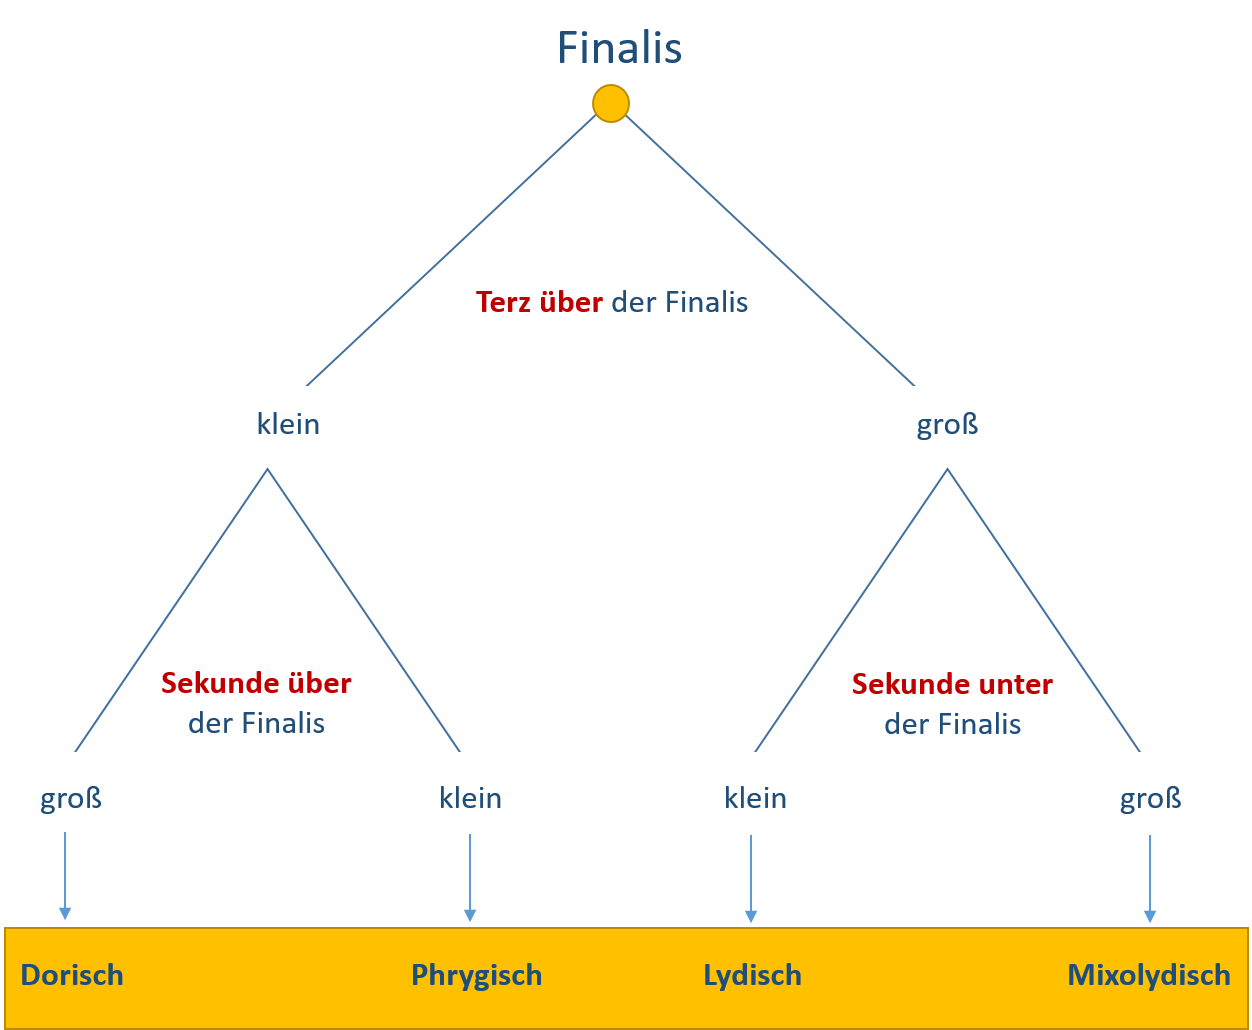 Finalis
Terz über der Finalis
klein
groß
Sekunde über
der Finalis
Sekunde unter
der Finalis
groß
klein
klein
groß
Dorisch
Phrygisch
Lydisch
Mixolydisch